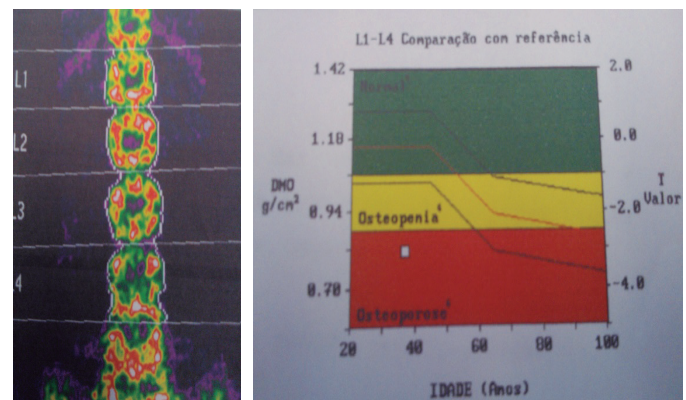 L1
L2
L3
4
L1-L4 Comparação com referência
1.42
1.18
0.94
0.70
DMO
g/cm²
2.0
0.0
-2.0
-4.0
T
Valor
Normal
Osteopenia
Osteoporose
20 40 60 80 100
IDADE (Anos)